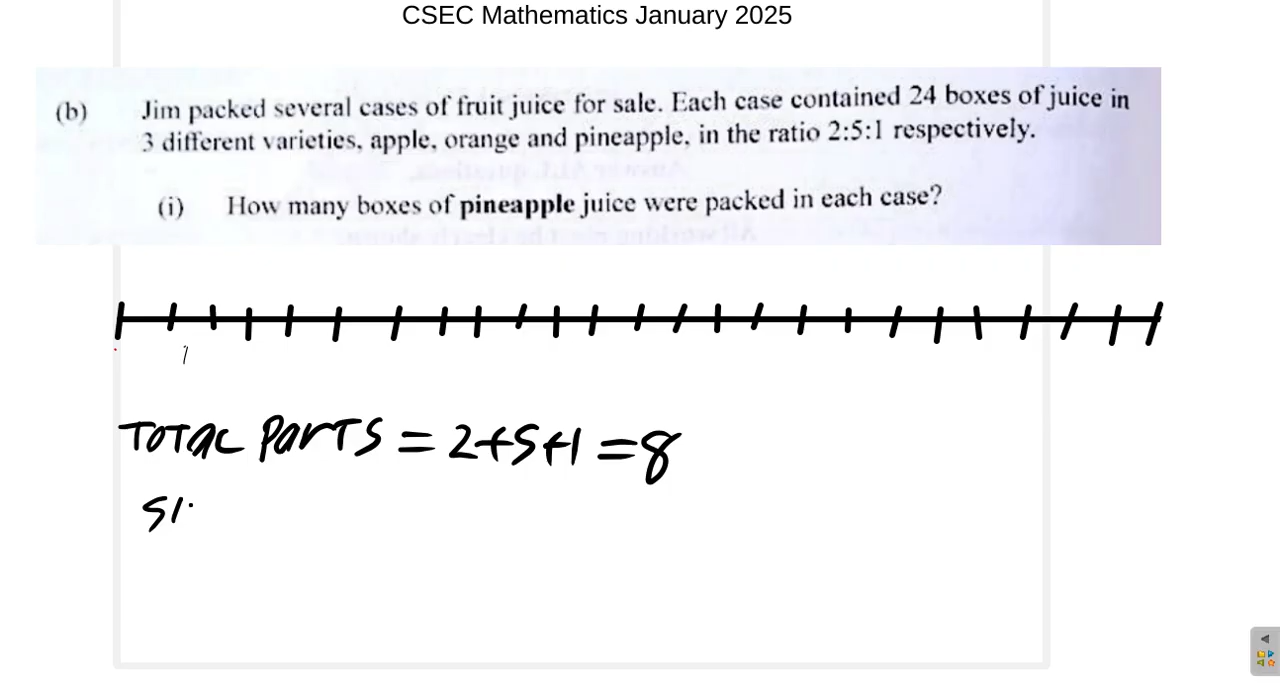 CSEC Mathematics January 2025
(b) Jim packed several cases of fruit juice for sale. Each case contained 24 boxes of juice in
3 different varieties, apple, orange and pineapple, in the ratio 2:5:1 respectively.
(i) How many boxes of pineapple juice were packed in each case?
1
TOTAL PARTS = 2+5+1 = 8